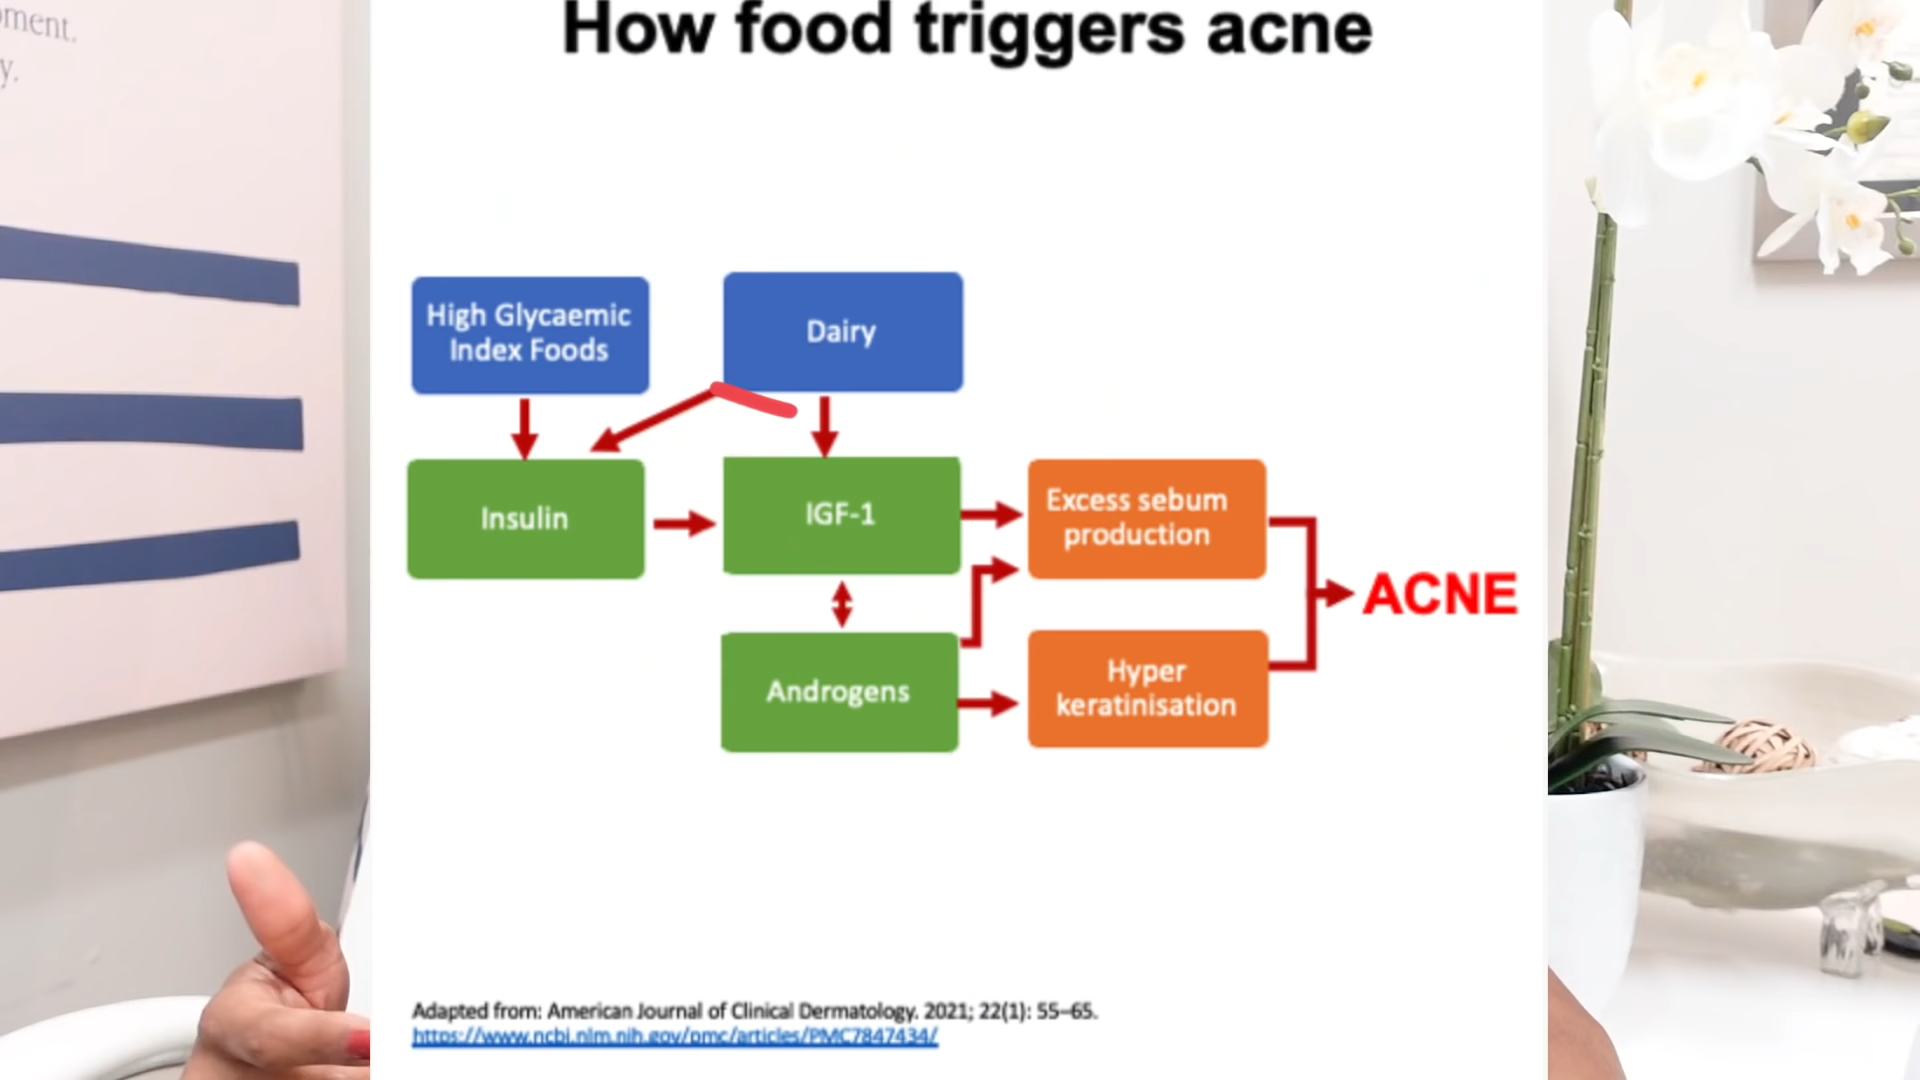 y.
How food triggers acne
High Glycaemic
Index Foods
Dairy
Insulin
IGF-1
Excess sebum
production
Androgens
Hyper
keratinisation
ACNE
Adapted from: American Journal of Clinical Dermatology. 2021; 22(1): 55–65.
https://www.ncbi.nlm.nih.gov/pmc/articles/PMC7847434/